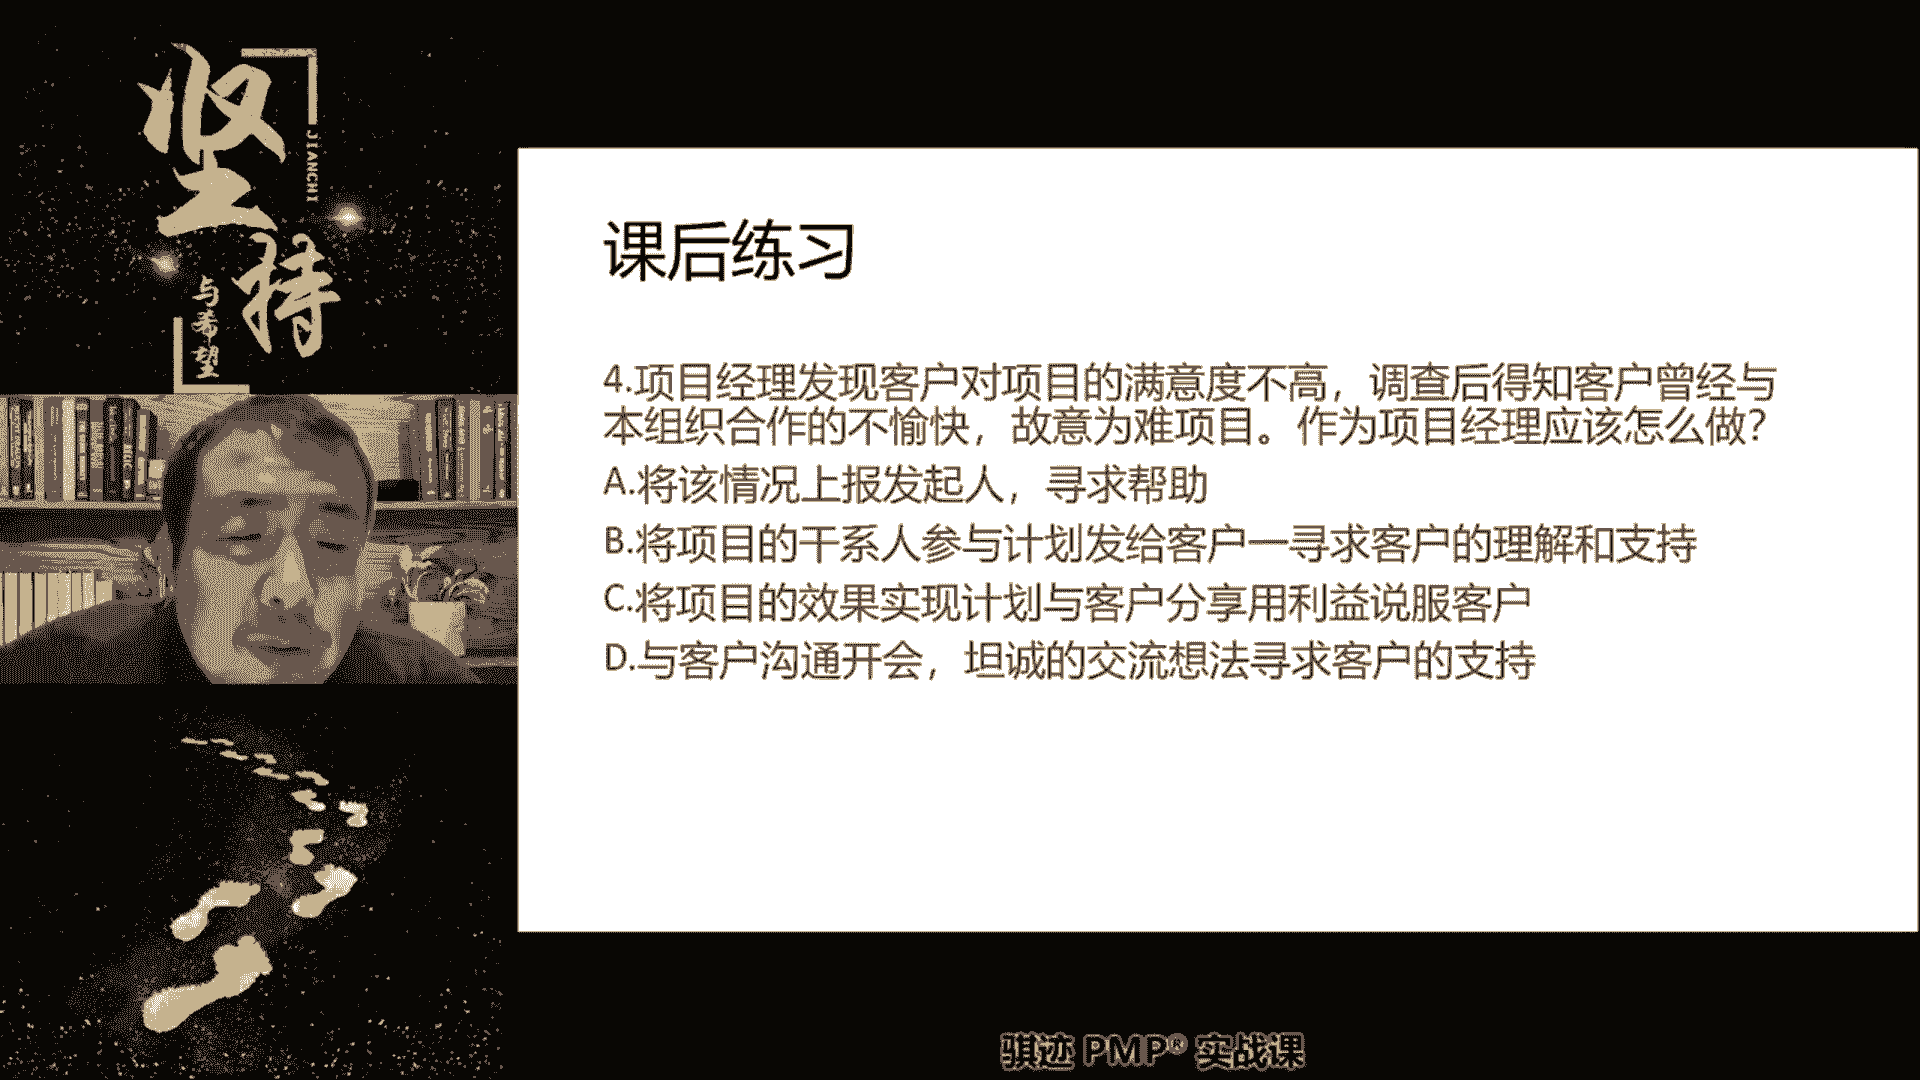 坚持
JIANCHI
与希望
课后练习
4.项目经理发现客户对项目的满意度不高，调查后得知客户曾经与
本组织合作的不愉快，故意为难项目。作为项目经理应该怎么做？
A.将该情况上报发起人，寻求帮助
B.将项目的干系人参与计划发给客户一寻求客户的理解和支持
C.将项目的效果实现计划与客户分享用利益说服客户
D.与客户沟通开会，坦诚的交流想法寻求客户的支持
骐迹 PMP® 实战课